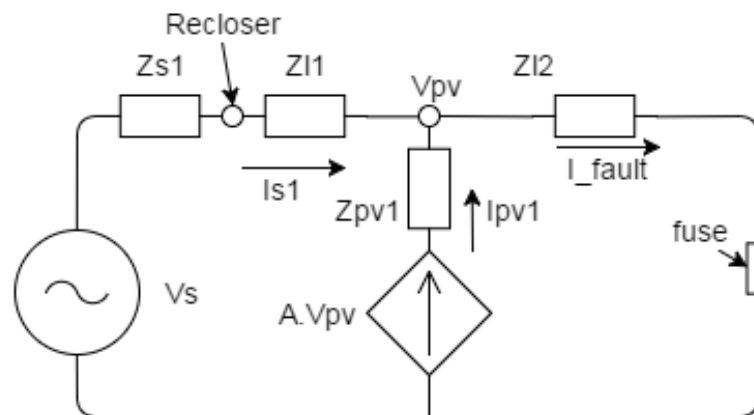 Recloser
Zs1
Zl1
Vpv
Zl2
Is1
I_fault
Zpv1
Ipv1
fuse
Vs
A.Vpv